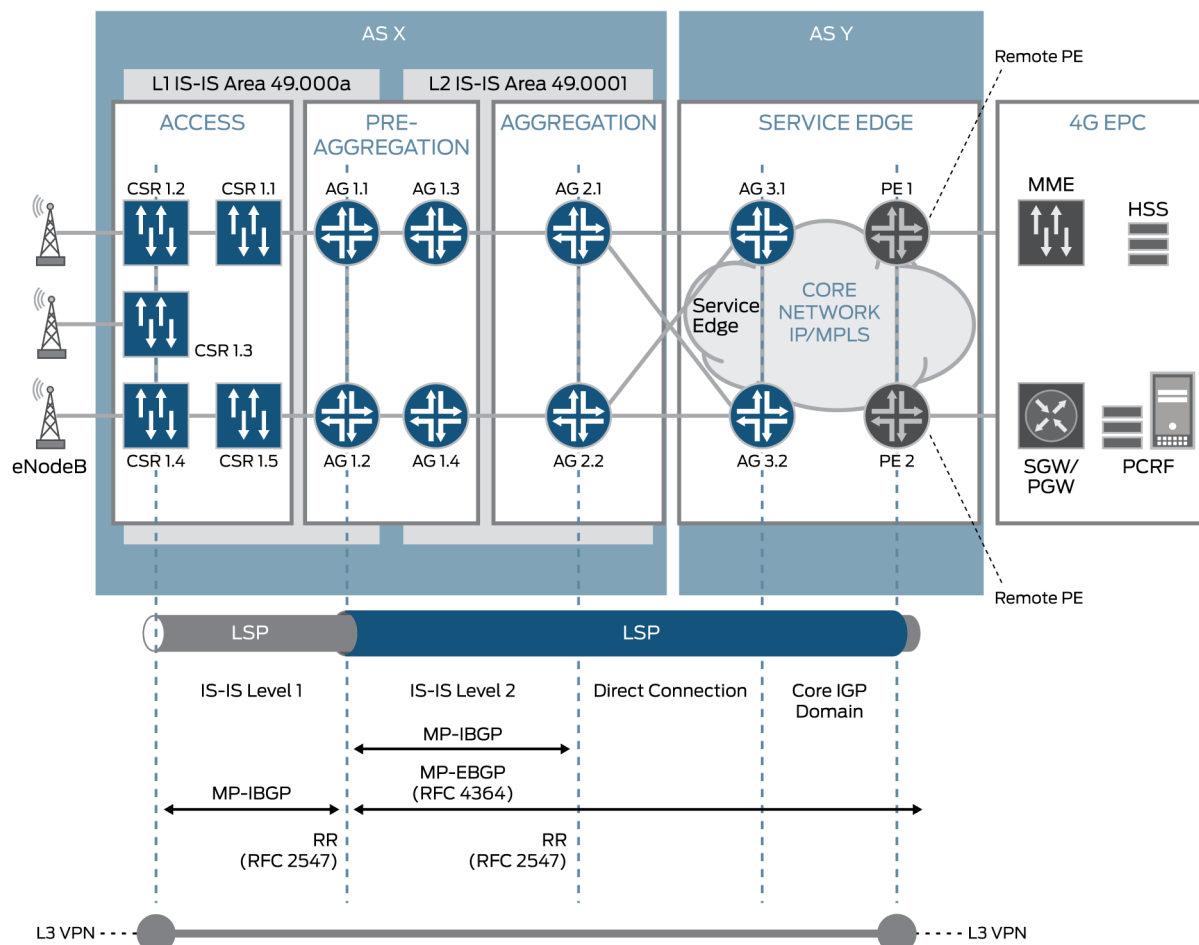 AS X
AS Y
Remote PE
L1 IS-IS Area 49.000a
L2 IS-IS Area 49.0001
ACCESS
PRE-
AGGREGATION
AGGREGATION
SERVICE EDGE
4G EPC
CSR 1.2
CSR 1.1
AG 1.1
AG 1.3
AG 2.1
AG 3.1
PE 1
MME
HSS
CSR 1.3
Service
Edge
CORE
NETWORK
IP/MPLS
eNodeB
CSR 1.4
CSR 1.5
AG 1.2
AG 1.4
AG 2.2
AG 3.2
PE 2
SGW/
PGW
PCRF
Remote PE
LSP
LSP
IS-IS Level 1
IS-IS Level 2
Direct Connection
Core IGP
Domain
MP-IBGP
MP-EBGP
(RFC 4364)
MP-IBGP
RR
(RFC 2547)
RR
(RFC 2547)
L3 VPN
L3 VPN